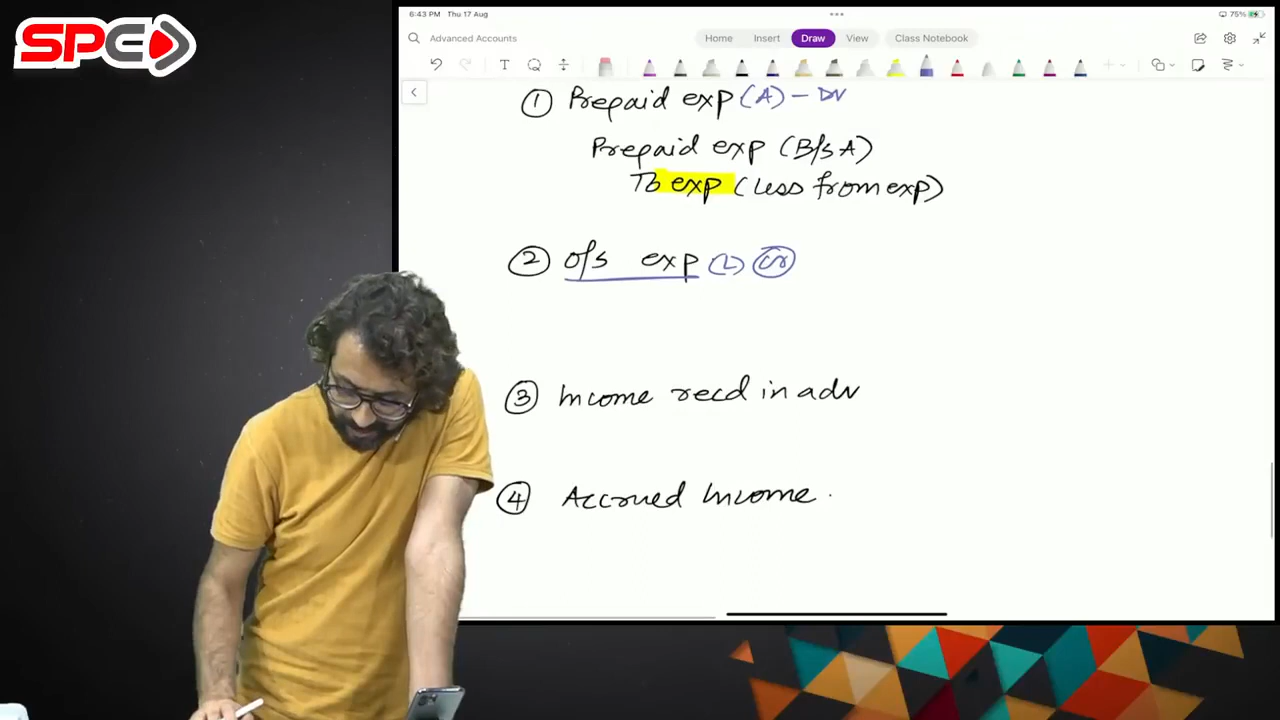 SPE
6:43 PM Thu 17 Aug
75%
Advanced Accounts
Home Insert Draw View Class Notebook
① Prepaid exp (A) - Dr
Prepaid exp (B/s A)
To exp (less from exp)
② o/s exp (L) (Cr)
③ Income recd in adv
④ Accrued Income .